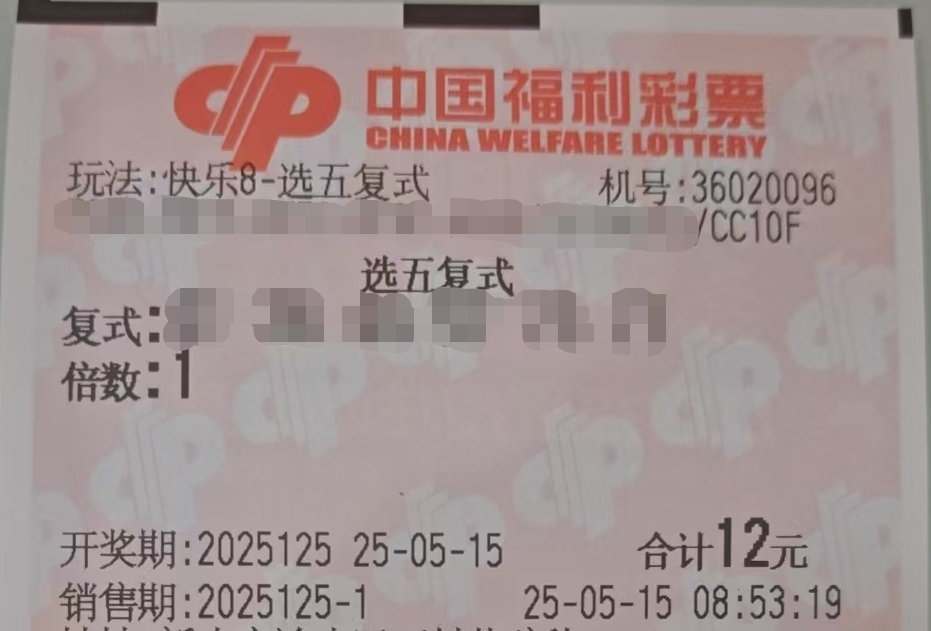 中国福利彩票
CHINA WELFARE LOTTERY
玩法:快乐8-选五复式 机号:36020096
/CC10F
选五复式
复式:
倍数:1
开奖期:2025125 25-05-15 合计12元
销售期:2025125-1 25-05-15 08:53:19